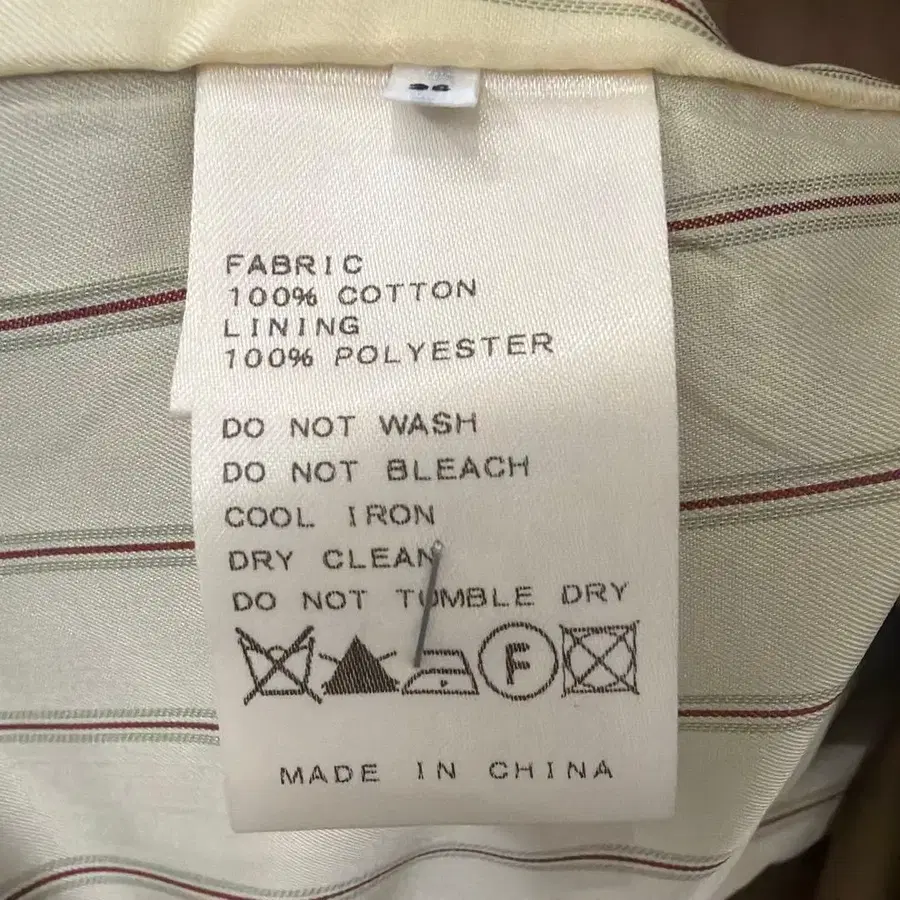 FABRIC
100% COTTON
LINING
100% POLYESTER
DO NOT WASH
DO NOT BLEACH
COOL IRON
DRY CLEAN
DO NOT TUMBLE DRY
F
MADE IN CHINA